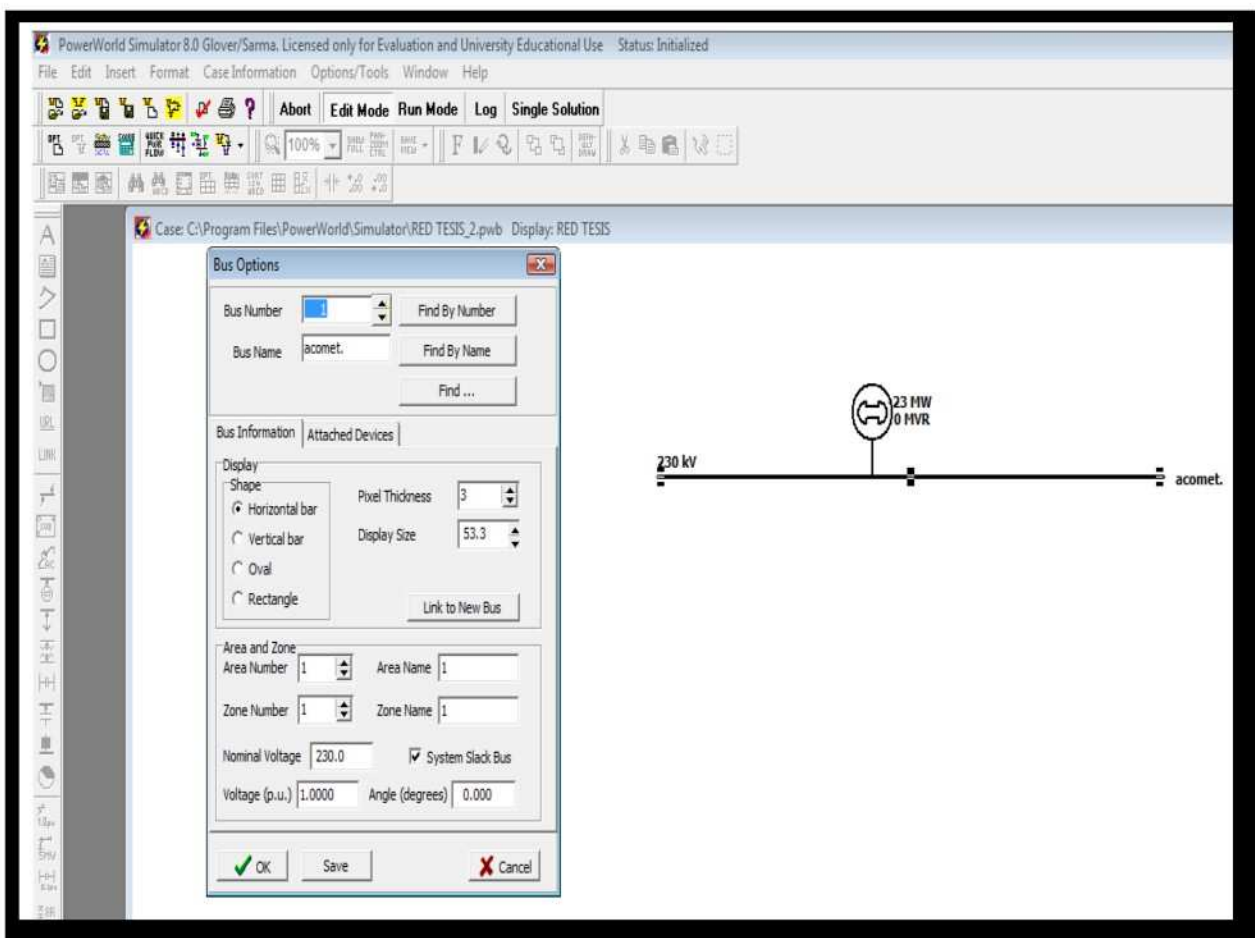 PowerWorld Simulator 8.0 Glover/Sarma. Licensed only for Evaluation and University Educational Use Status: Initialized
File Edit Insert Format Case Information Options/Tools Window Help
Abort Edit Mode Run Mode Log Single Solution
100%
Case: C:\Program Files\PowerWorld\Simulator\RED TESIS_2.pwb Display: RED TESIS
Bus Options
Bus Number 1 Find By Number
Bus Name acomet. Find By Name
Find ...
Bus Information Attached Devices
Display
Shape
Horizontal bar
Vertical bar
Oval
Rectangle
Pixel Thickness 3
Display Size 53.3
Link to New Bus
Area and Zone
Area Number 1 Area Name 1
Zone Number 1 Zone Name 1
Nominal Voltage 230.0 System Slack Bus
Voltage (p.u.) 1.0000 Angle (degrees) 0.000
OK Save Cancel
23 MW
0 MVR
230 kV
acomet.
URL
LINK